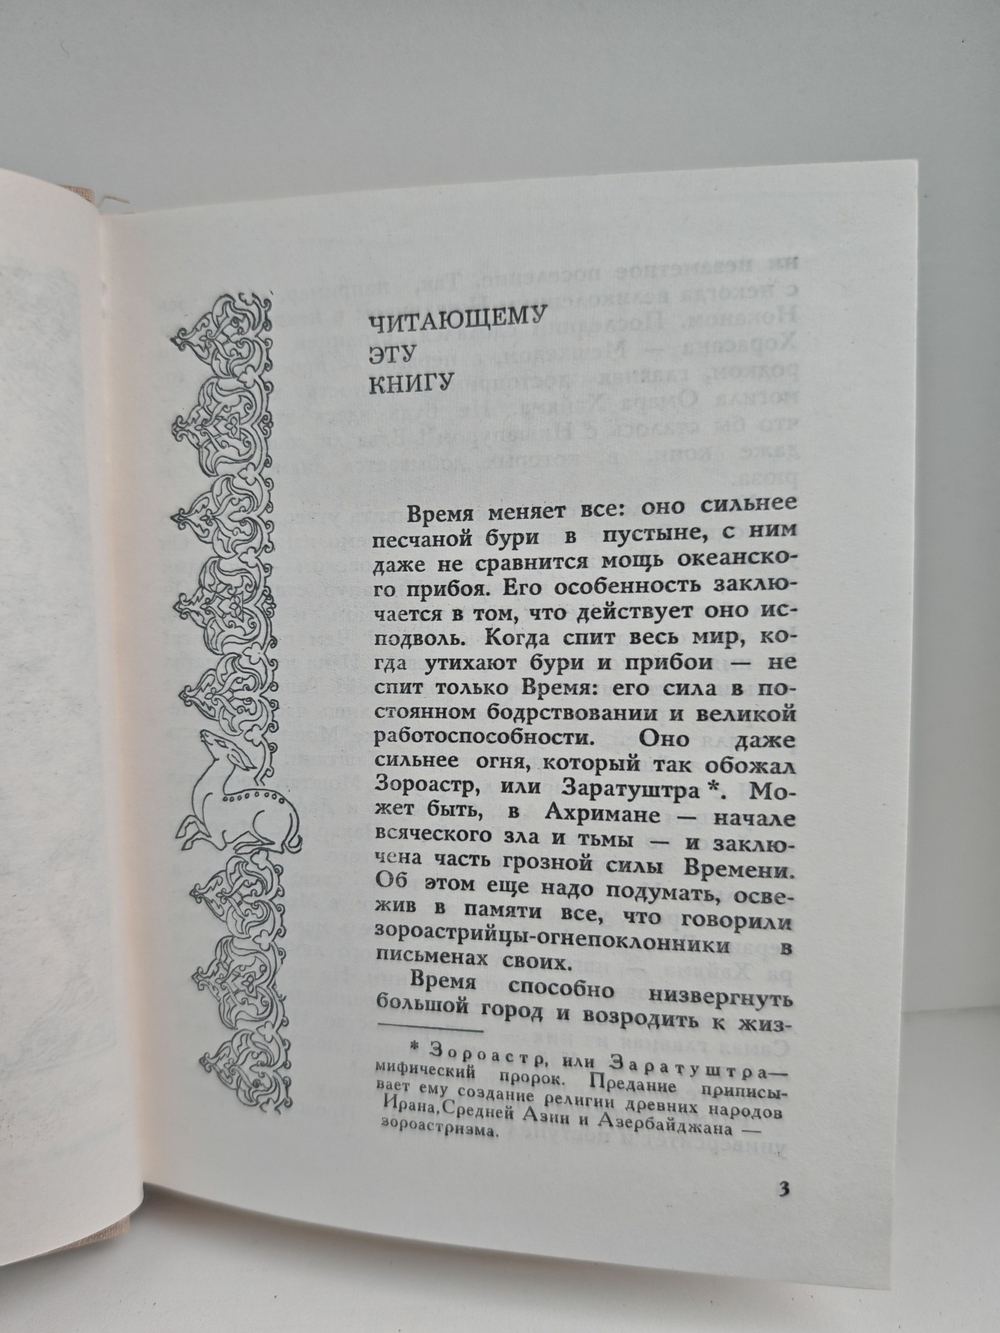 ЧИТАЮЩЕМУ
ЭТУ
КНИГУ
Время меняет все: оно сильнее
песчаной бури в пустыне, с ним
даже не сравнится мощь океанско-
го прибоя. Его особенность заклю-
чается в том, что действует оно ис-
подволь. Когда спит весь мир, ко-
гда утихают бури и прибои — не
спит только Время: его сила в по-
стоянном бодрствовании и великой
работоспособности. Оно даже
сильнее огня, который так обожал
Зороастр, или Заратуштра*. Мо-
жет быть, в Ахримане — начале
всяческого зла и тьмы — и заклю-
чена часть грозной силы Времени.
Об этом еще надо подумать, осве-
жив в памяти все, что говорили
зороастрийцы-огнепоклонники в
письменах своих.
Время способно низвергнуть
большой город и возродить к жиз-
* Зороастр, или Заратуштра—
мифический пророк. Предание приписы-
вает ему создание религии древних народов
Ирана,Средней Азии и Азербайджана —
зороастризма.
3